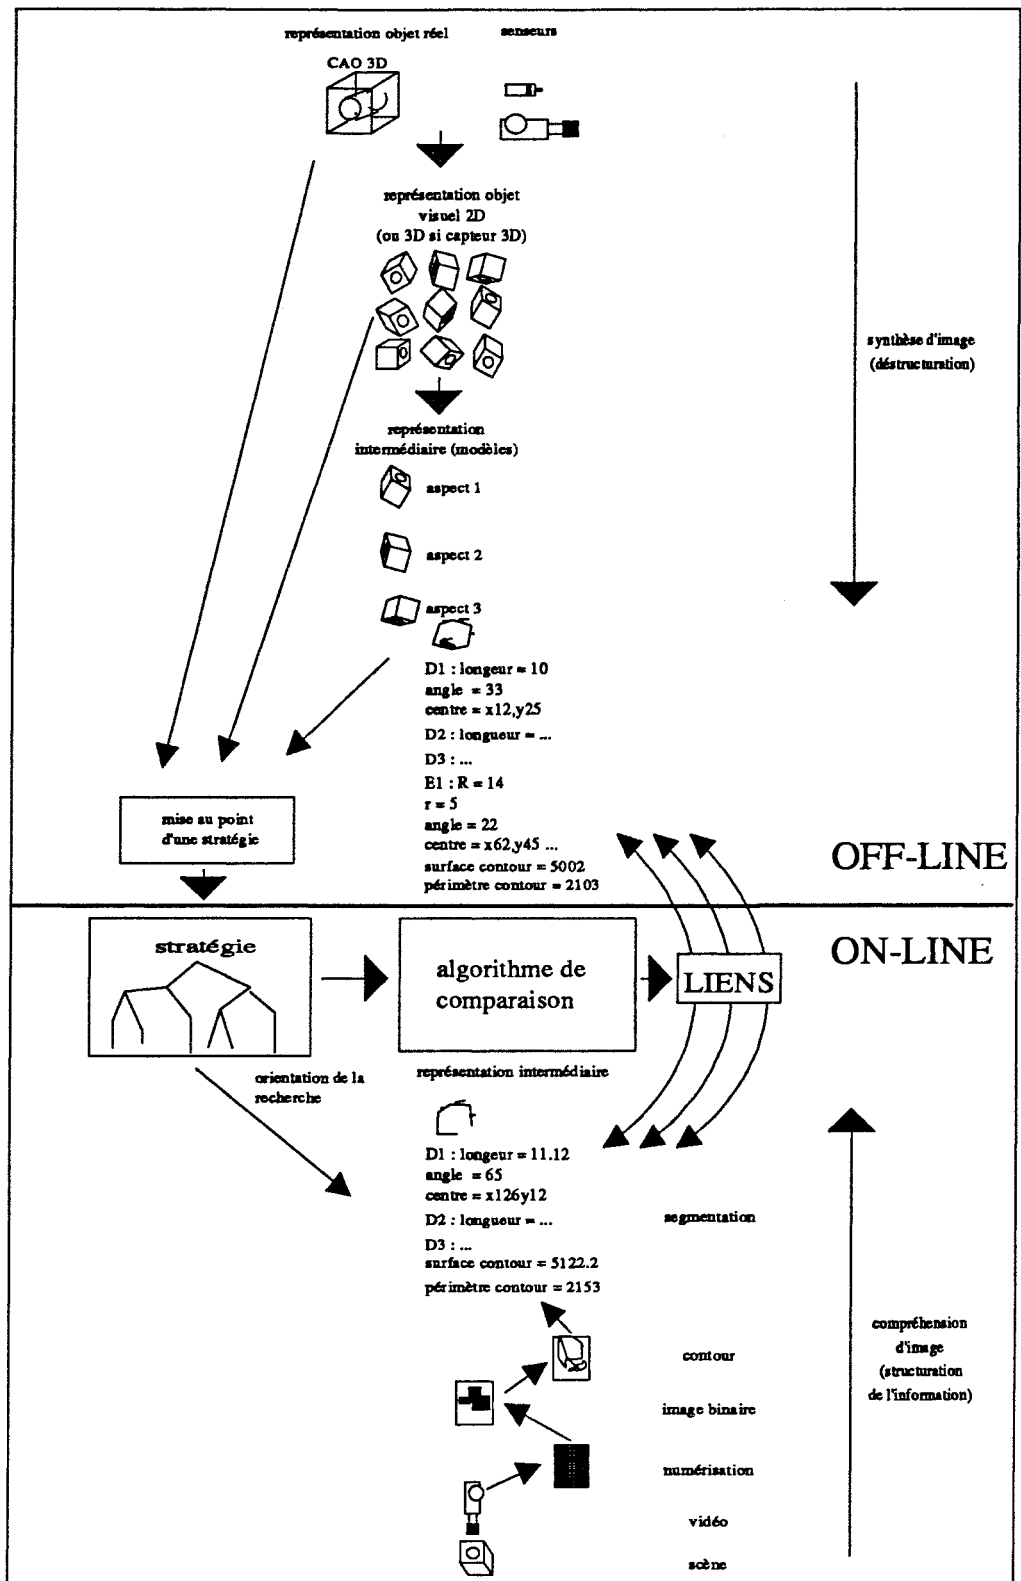 représentation objet réel
senseurs
CAO 3D
représentation objet
visuel 2D
(ou 3D si capteur 3D)
synthèse d'image
(déstructuration)
représentation
intermédiaire (modèles)
aspect 1
aspect 2
aspect 3
D1 : longeur = 10
angle = 33
centre = x12,y25
D2 : longueur = ...
D3 : ...
E1 : R = 14
r = 5
angle = 22
centre = x62,y45 ...
surface contour = 5002
périmètre contour = 2103
mise au point
d'une stratégie
OFF-LINE
ON-LINE
stratégie
algorithme de
comparaison
LIENS
orientation de la
recherche
représentation intermédiaire
D1 : longeur = 11.12
angle = 65
centre = x126y12
D2 : longueur = ...
D3 : ...
surface contour = 5122.2
périmètre contour = 2153
segmentation
contour
image binaire
numérisation
vidéo
scène
compréhension
d'image
(structuration
de l'information)